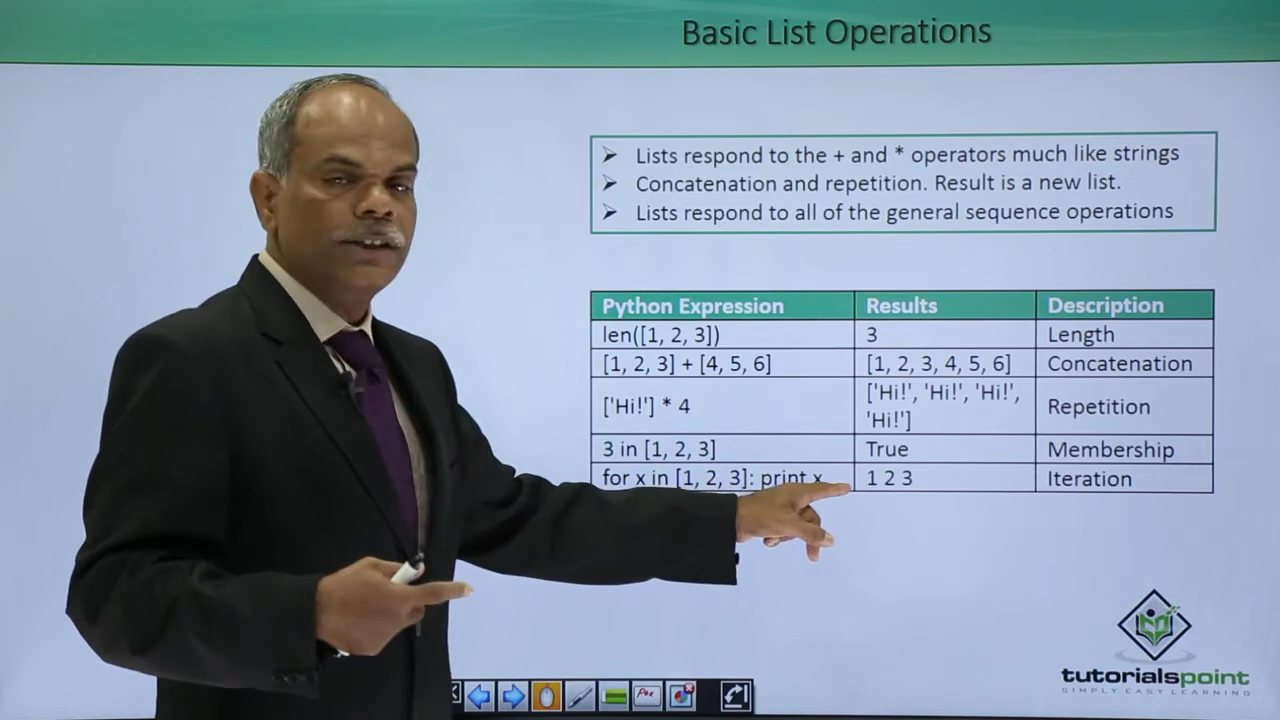 Basic List Operations
Lists respond to the + and * operators much like strings
Concatenation and repetition. Result is a new list.
Lists respond to all of the general sequence operations
Python Expression Results Description
len([1, 2, 3]) 3 Length
[1, 2, 3] + [4, 5, 6] [1, 2, 3, 4, 5, 6] Concatenation
['Hi!'] * 4 ['Hi!', 'Hi!', 'Hi!', 'Hi!'] Repetition
3 in [1, 2, 3] True Membership
for x in [1, 2, 3]: print x 1 2 3 Iteration
tutorialspoint
SIMPLY EASY LEARNING
Pen